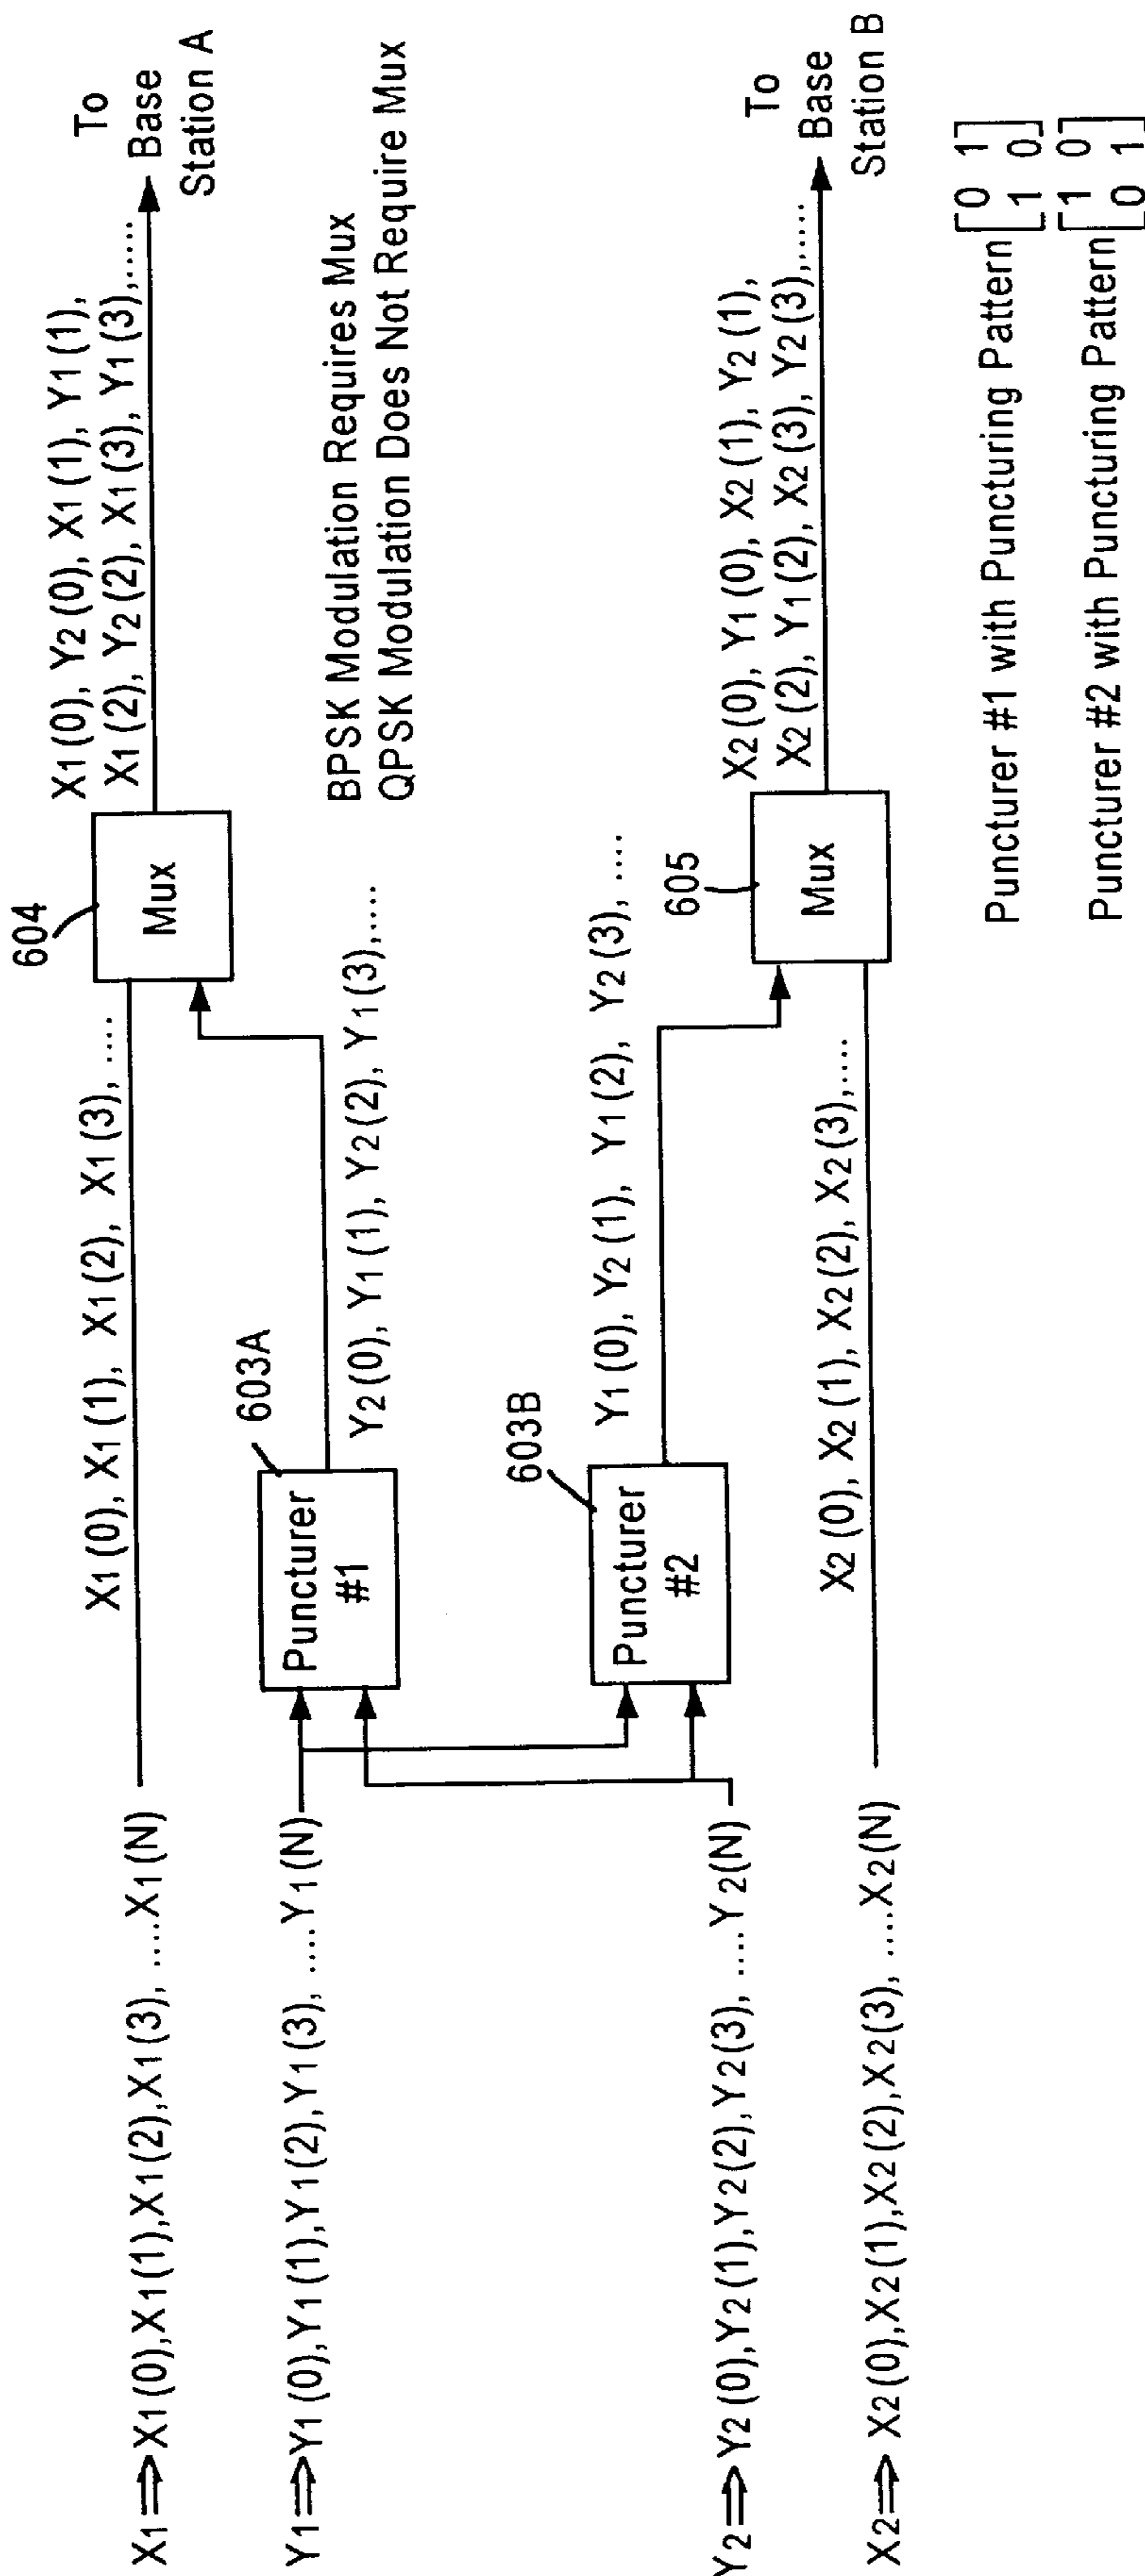 X1⇒X1(0),X1(1),X1(2),X1(3), ....X1(N)
X1(0), X1(1), X1(2), X1(3), ....
604
Mux
X1(0), Y2(0), X1(1), Y1(1),
X1(2), Y2(2), X1(3), Y1(3),......
To
Base
Station A
Y1⇒Y1(0),Y1(1),Y1(2),Y1(3), ....Y1(N)
603A
Puncturer
#1
Y2(0), Y1(1), Y2(2), Y1(3),....
BPSK Modulation Requires Mux
QPSK Modulation Does Not Require Mux
Y2⇒Y2(0),Y2(1),Y2(2),Y2(3), ....Y2(N)
603B
Puncturer
#2
Y1(0), Y2(1), Y1(2), Y2(3), ....
X2⇒X2(0),X2(1),X2(2),X2(3), ....X2(N)
X2(0), X2(1), X2(2), X2(3),....
605
Mux
X2(0), Y1(0), X2(1), Y2(1),
X2(2), Y1(2), X2(3), Y2(3),.....
To
Base
Station B
Puncturer #1 with Puncturing Pattern [0 1]
[1 0]
Puncturer #2 with Puncturing Pattern [1 0]
[0 1]